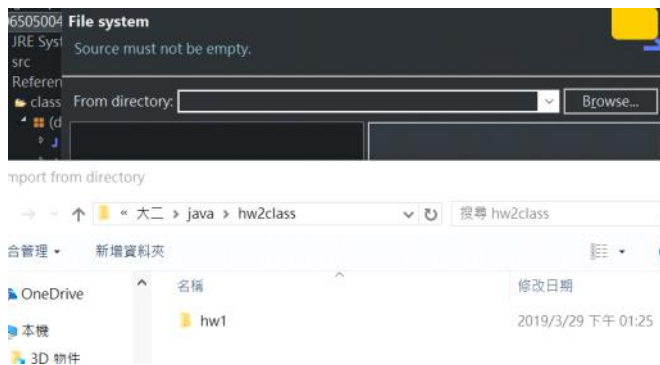 06505004
JRE Syst
src
Referen
class
(d
J
File system
Source must not be empty.
From directory:
Browse...
mport from directory
« 大二 › java › hw2class
搜尋 hw2class
合管理
新增資料夾
OneDrive
本機
3D 物件
名稱
修改日期
hw1
2019/3/29 下午 01:25